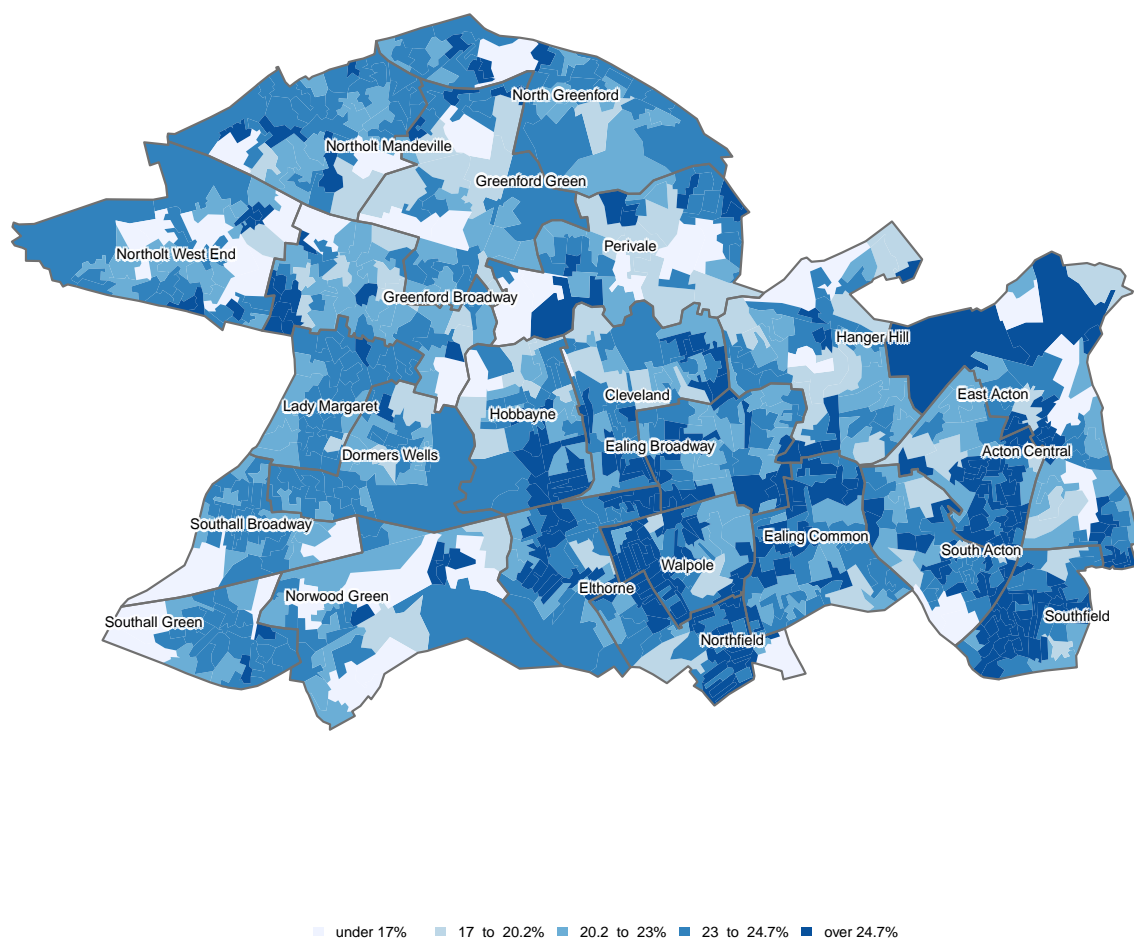 North Greenford
Northolt Mandeville
Greenford Green
Perivale
Northolt West End
Greenford Broadway
Hanger Hill
Cleveland
East Acton
Lady Margaret
Hobbayne
Ealing Broadway
Acton Central
Dormers Wells
Southall Broadway
Ealing Common
South Acton
Walpole
Elthorne
Norwood Green
Southall Green
Southfield
Northfield
under 17% 17 to 20.2% 20.2 to 23% 23 to 24.7% over 24.7%